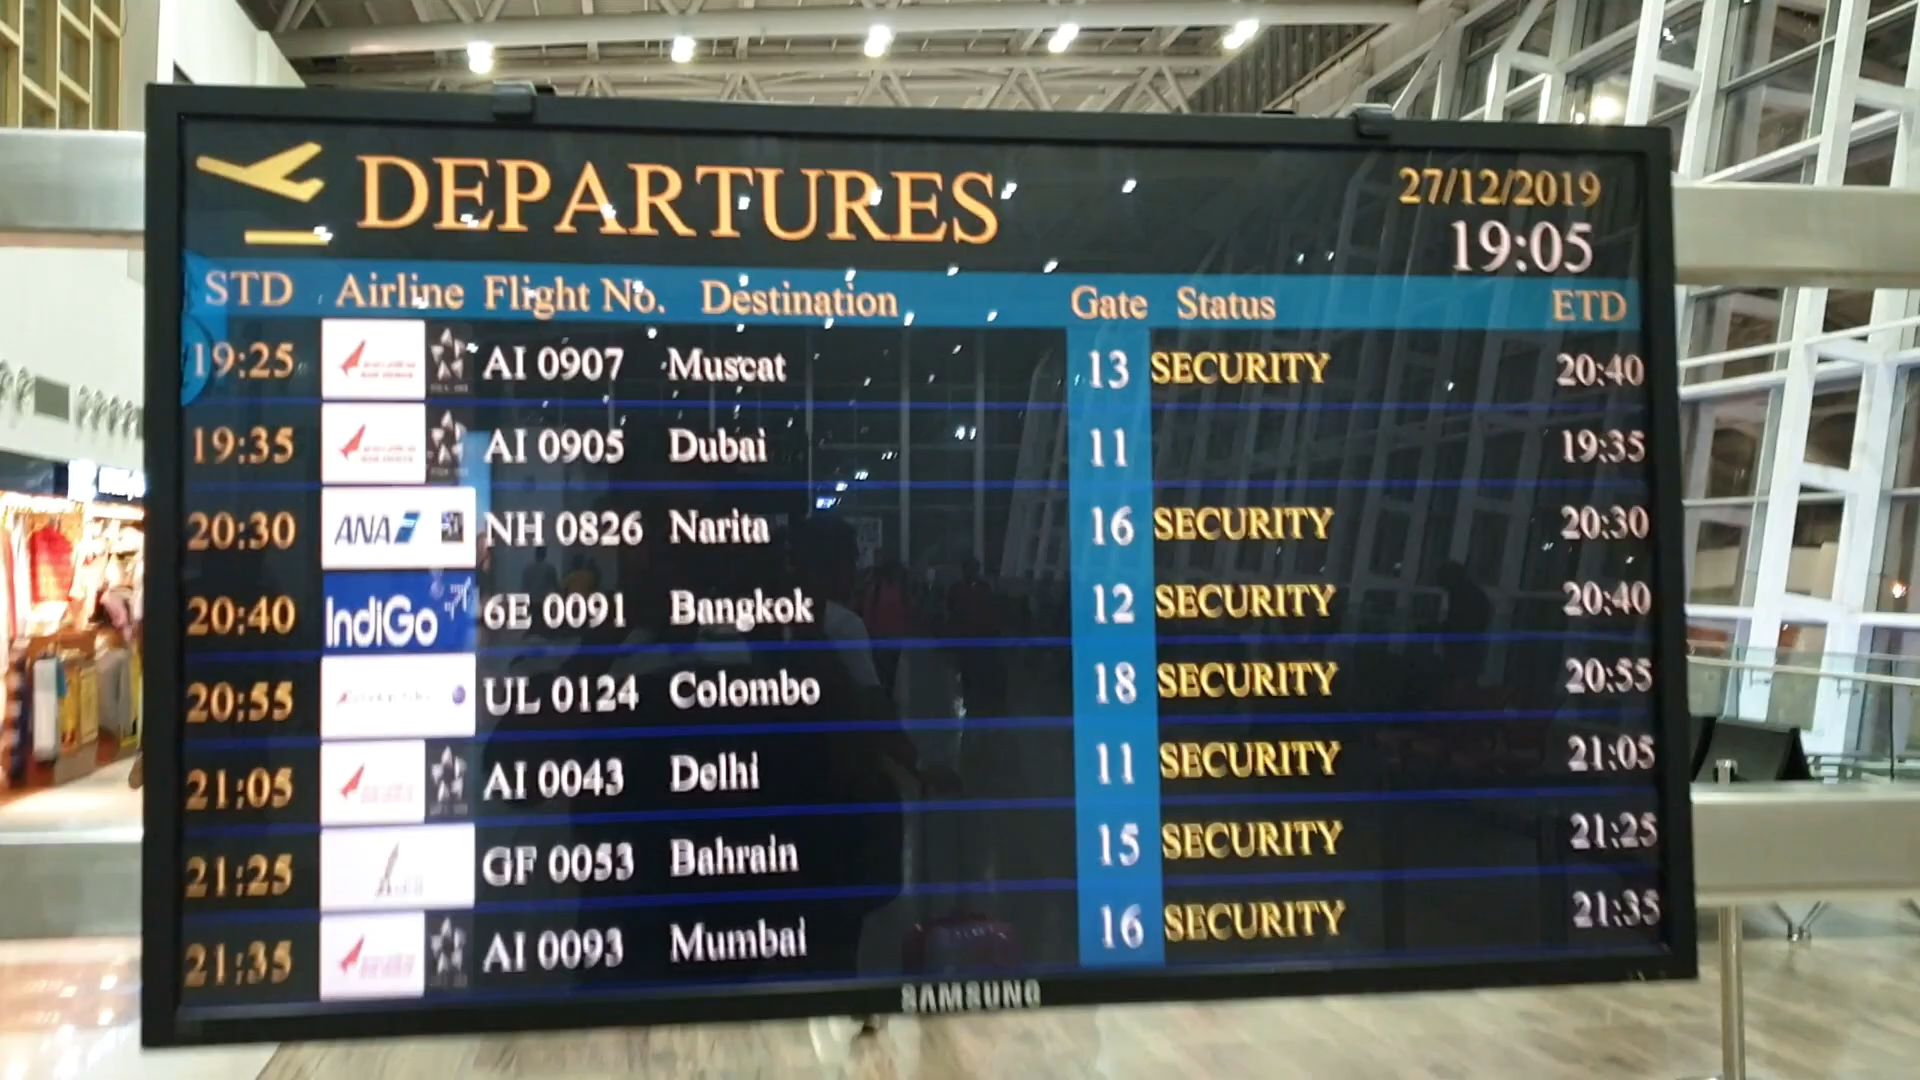 DEPARTURES
27/12/2019
19:05
STD Airline Flight No. Destination Gate Status ETD
19:25 AI 0907 Muscat 13 SECURITY 20:40
19:35 AI 0905 Dubai 11 19:35
20:30 ANA NH 0826 Narita 16 SECURITY 20:30
20:40 IndiGo 6E 0091 Bangkok 12 SECURITY 20:40
20:55 UL 0124 Colombo 18 SECURITY 20:55
21:05 AI 0043 Delhi 11 SECURITY 21:05
21:25 GF 0053 Bahrain 15 SECURITY 21:25
21:35 AI 0093 Mumbai 16 SECURITY 21:35
SAMSUNG